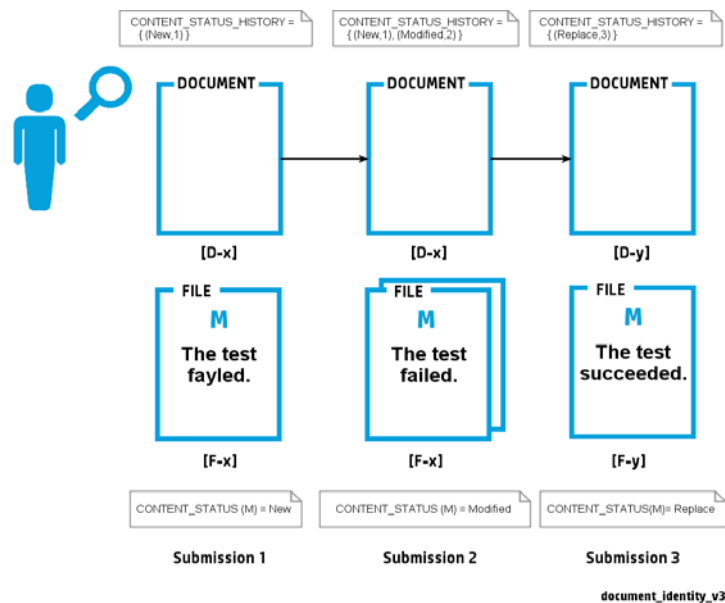 CONTENT_STATUS_HISTORY =
{ (New,1) }
CONTENT_STATUS_HISTORY =
{ (New,1), (Modified,2) }
CONTENT_STATUS_HISTORY =
{ (Replace,3) }
DOCUMENT
DOCUMENT
DOCUMENT
[D-x]
[D-x]
[D-y]
FILE
M
The test
fayled.
FILE
M
The test
failed.
FILE
M
The test
succeeded.
[F-x]
[F-x]
[F-y]
CONTENT_STATUS (M) = New
CONTENT_STATUS (M) = Modified
CONTENT_STATUS(M)= Replace
Submission 1
Submission 2
Submission 3
document_identity_v3